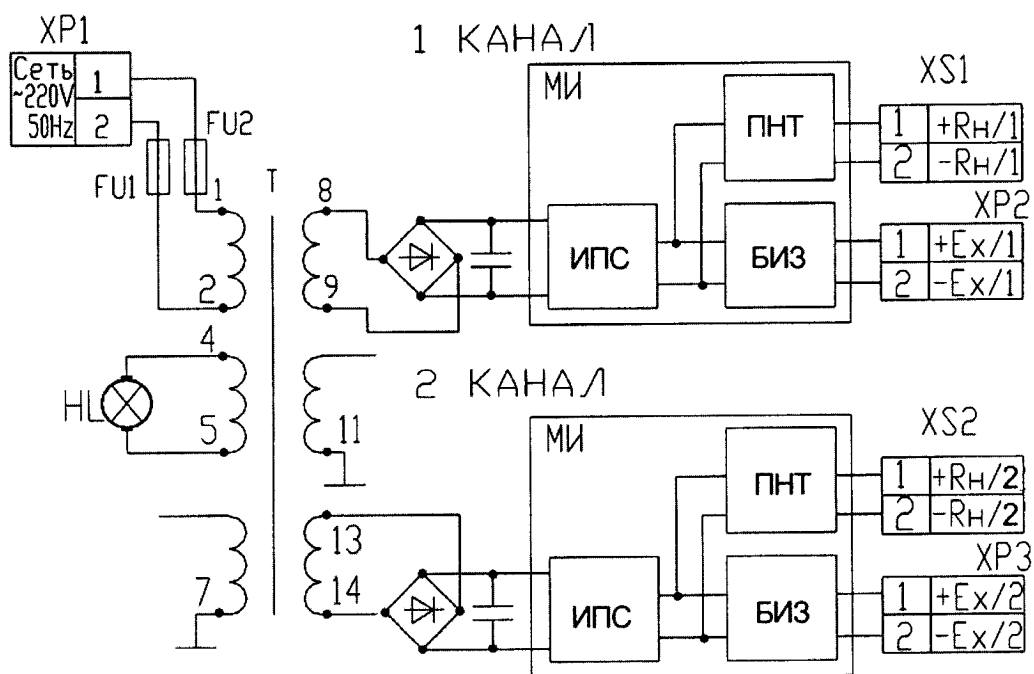 XP1
Сеть
~220V
50Hz
1
2
FU2
FU1
1
2
T
8
9
4
5
HL
11
7
13
14
1 КАНАЛ
МИ
ПНТ
ИПС
БИЗ
XS1
1 +Rн/1
2 -Rн/1
XP2
1 +Ex/1
2 -Ex/1
2 КАНАЛ
МИ
ПНТ
ИПС
БИЗ
XS2
1 +Rн/2
2 -Rн/2
XP3
1 +Ex/2
2 -Ex/2